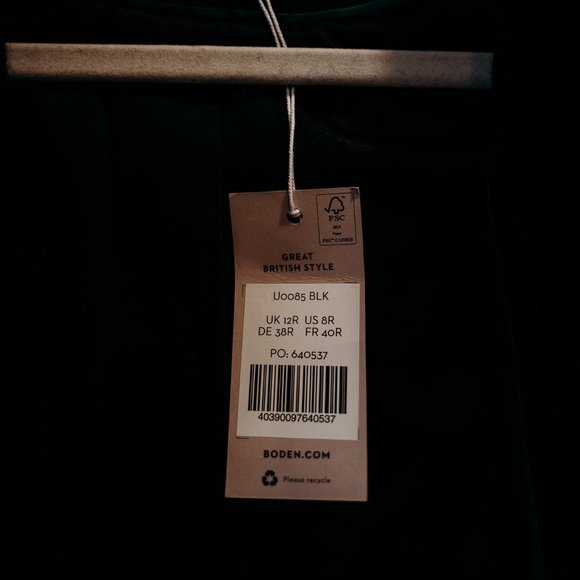 FSC
MIX
Paper
GREAT
BRITISH STYLE
U0085 BLK
UK 12R US 8R
DE 38R FR 40R
PO: 640537
40390097640537
BODEN.COM
Please recycle